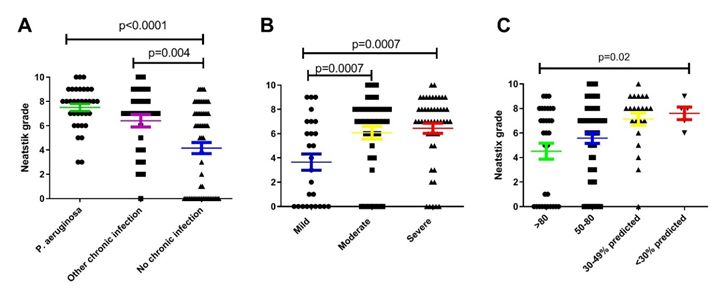 A
p<0.0001
p=0.004
Neatstik grade
10
8
6
4
2
0
P. aeruginosa
Other chronic infection
No chronic infection
B
p=0.0007
p=0.0007
Neatstix grade
10
8
6
4
2
0
Mild
Moderate
Severe
C
p=0.02
Neatstix grade
10
8
6
4
2
0
>80
50-80
30-49% predicted
<30% predicted